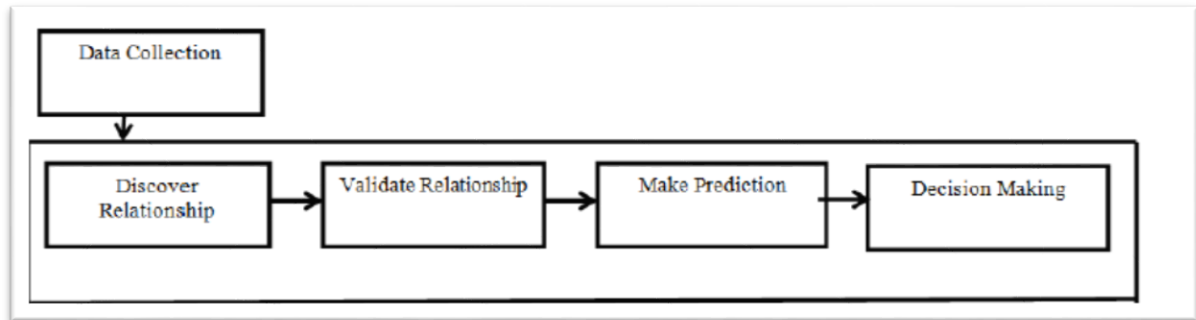 Data Collection
Discover
Relationship
Validate Relationship
Make Prediction
Decision Making